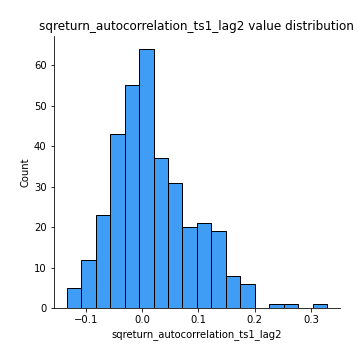 sqreturn_autocorrelation_ts1_lag2 value distribution
60
50
40
30
20
10
0
Count
−0.1 0.0 0.1 0.2 0.3
sqreturn_autocorrelation_ts1_lag2